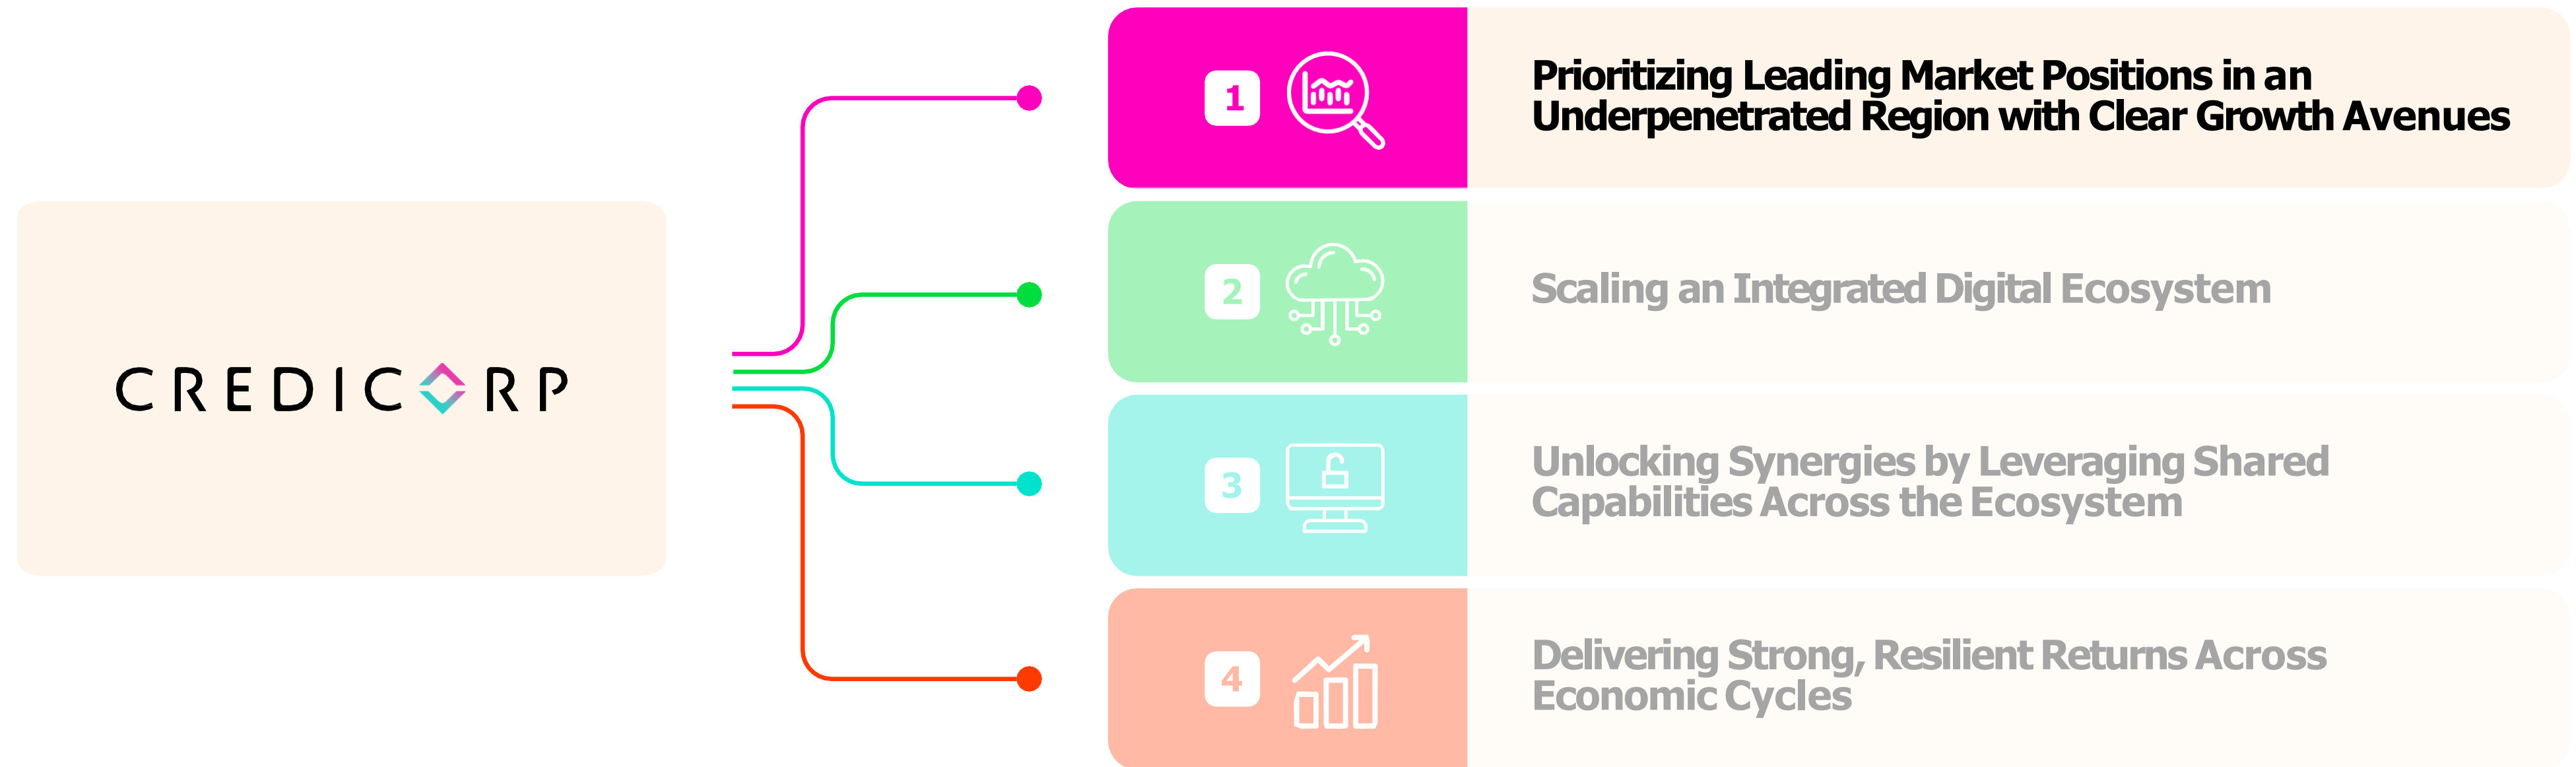 CREDICORP
1
Prioritizing Leading Market Positions in an
Underpenetrated Region with Clear Growth Avenues
2
Scaling an Integrated Digital Ecosystem
3
Unlocking Synergies by Leveraging Shared
Capabilities Across the Ecosystem
4
Delivering Strong, Resilient Returns Across
Economic Cycles